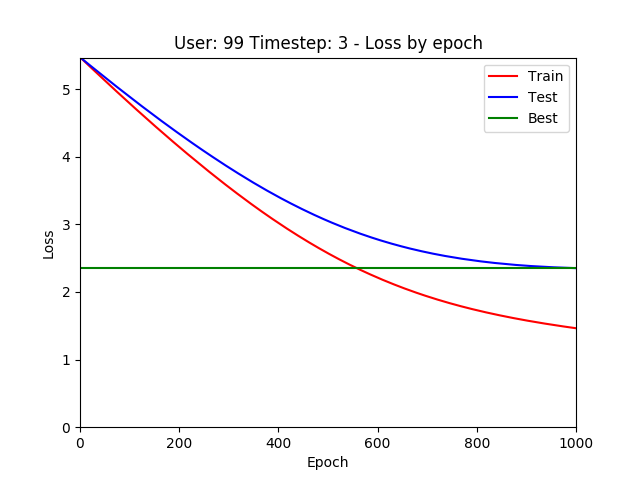 User: 99 Timestep: 3 - Loss by epoch
Train
Test
Best
Loss
5
4
3
2
1
0
0 200 400 600 800 1000
Epoch